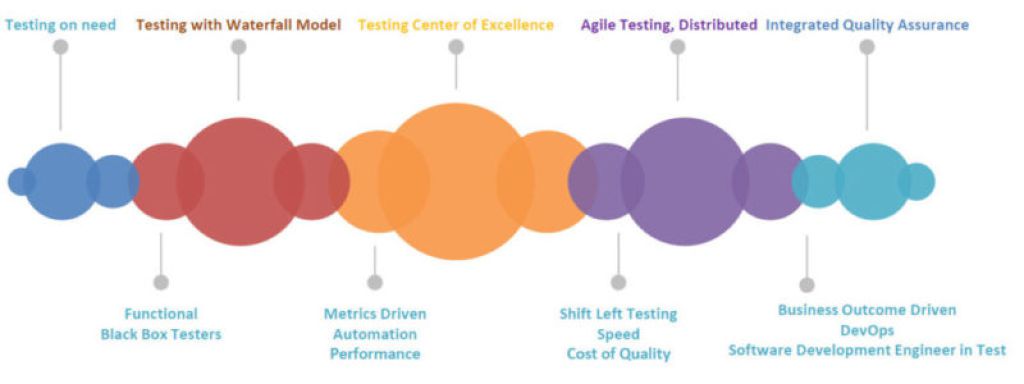 Testing on need
Testing with Waterfall Model
Testing Center of Excellence
Agile Testing, Distributed
Integrated Quality Assurance
Functional
Black Box Testers
Metrics Driven
Automation
Performance
Shift Left Testing
Speed
Cost of Quality
Business Outcome Driven
DevOps
Software Development Engineer in Test